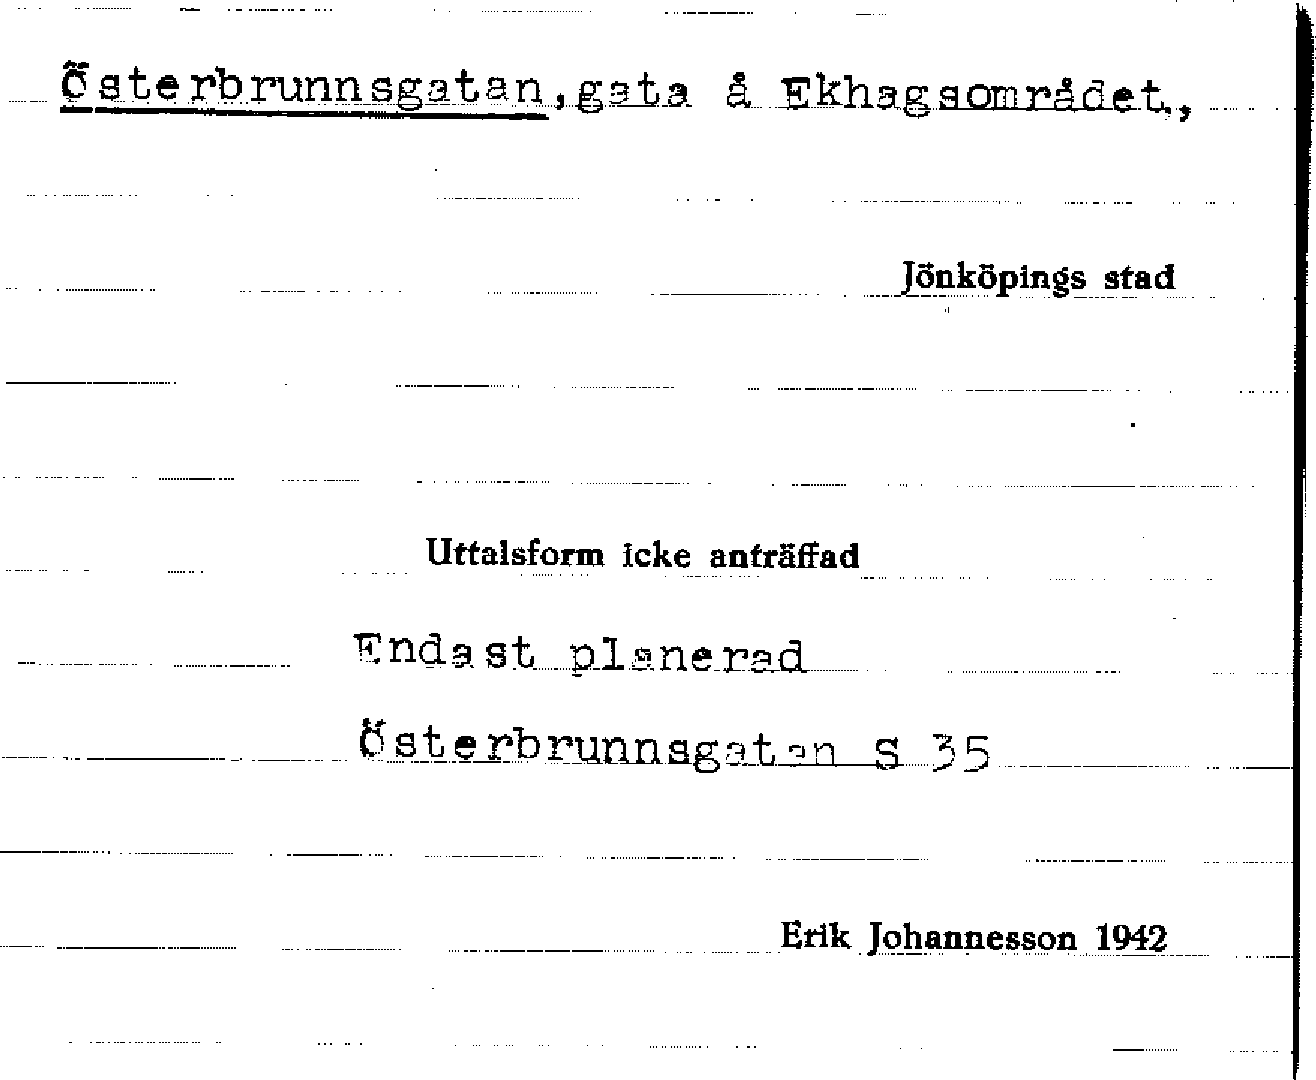 Österbrunnsgatan, gata å Ekhagsområdet.,
Jönköpings stad
Uttalsform icke anträffad
Endast planerad
Österbrunnsgatan S 35
Erik Johannesson 1942